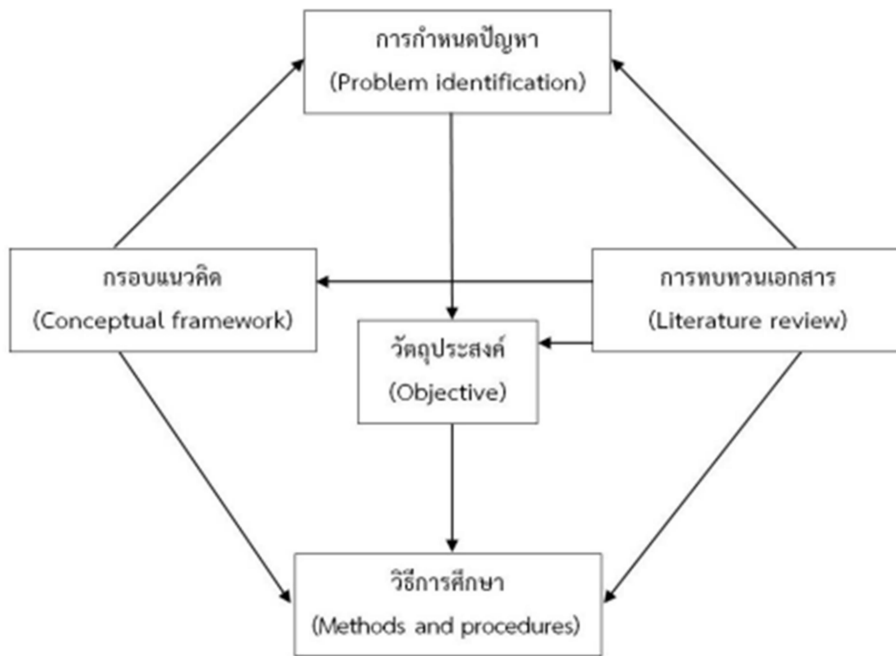 การกำหนดปัญหา
(Problem identification)
กรอบแนวคิด
(Conceptual framework)
การทบทวนเอกสาร
(Literature review)
วัตถุประสงค์
(Objective)
วิธีการศึกษา
(Methods and procedures)